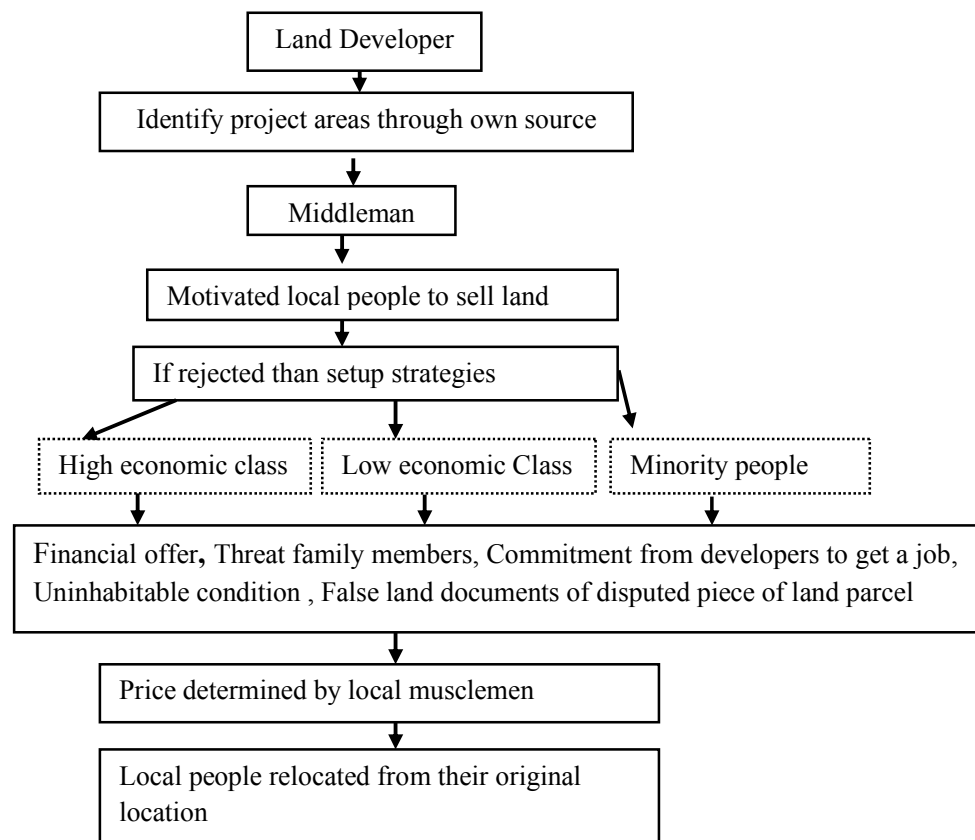 Land Developer
Identify project areas through own source
Middleman
Motivated local people to sell land
If rejected than setup strategies
High economic class
Low economic Class
Minority people
Financial offer, Threat family members, Commitment from developers to get a job,
Uninhabitable condition , False land documents of disputed piece of land parcel
Price determined by local musclemen
Local people relocated from their original
location